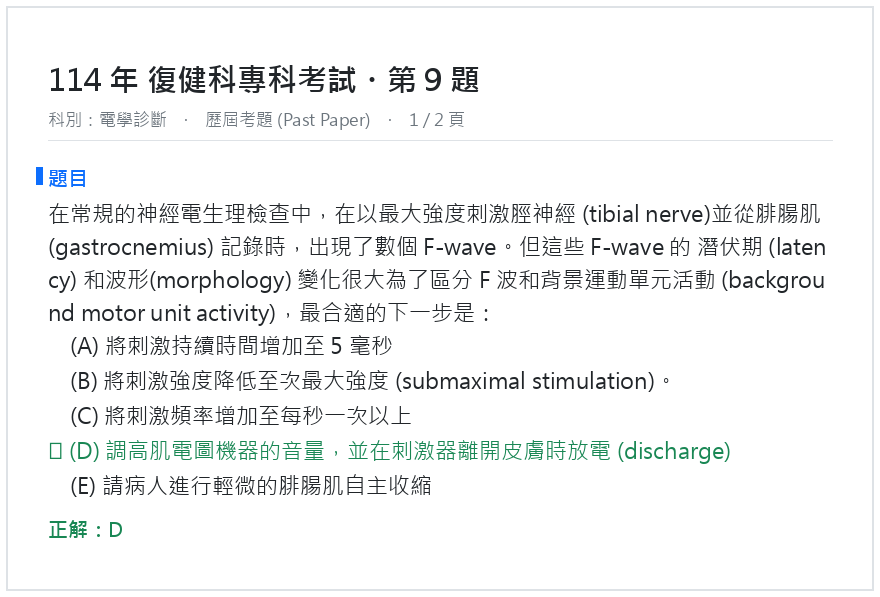 114 年 復健科專科考試・第 9 題
科別：電學診斷 · 歷屆考題 (Past Paper) · 1 / 2 頁
題目
在常規的神經電生理檢查中，在以最大強度刺激脛神經 (tibial nerve)並從腓腸肌
(gastrocnemius) 記錄時，出現了數個 F-wave。但這些 F-wave 的 潛伏期 (laten
cy) 和波形(morphology) 變化很大為了區分 F 波和背景運動單元活動 (backgrou
nd motor unit activity)，最合適的下一步是：
(A) 將刺激持續時間增加至 5 毫秒
(B) 將刺激強度降低至次最大強度 (submaximal stimulation)。
(C) 將刺激頻率增加至每秒一次以上
(D) 調高肌電圖機器的音量，並在刺激器離開皮膚時放電 (discharge)
(E) 請病人進行輕微的腓腸肌自主收縮
正解：D